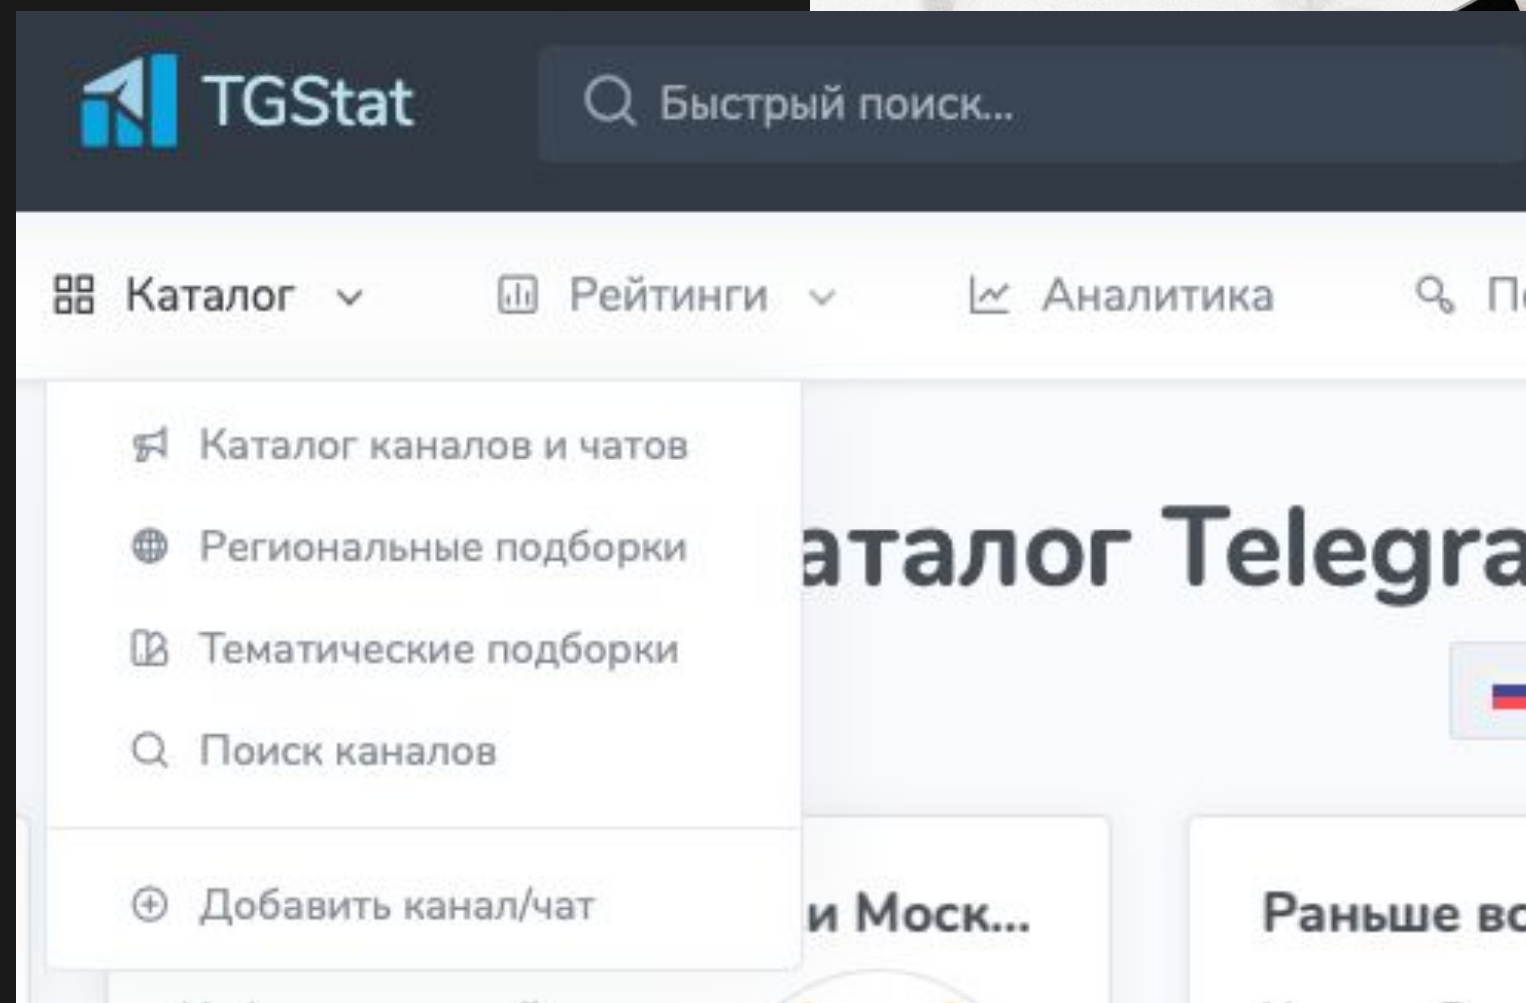 TGStat
Быстрый поиск...
Каталог
Рейтинги
Аналитика
Каталог каналов и чатов
Региональные подборки
Тематические подборки
Поиск каналов
Добавить канал/чат
аталог Telegra
и Моск...
Раньше вс